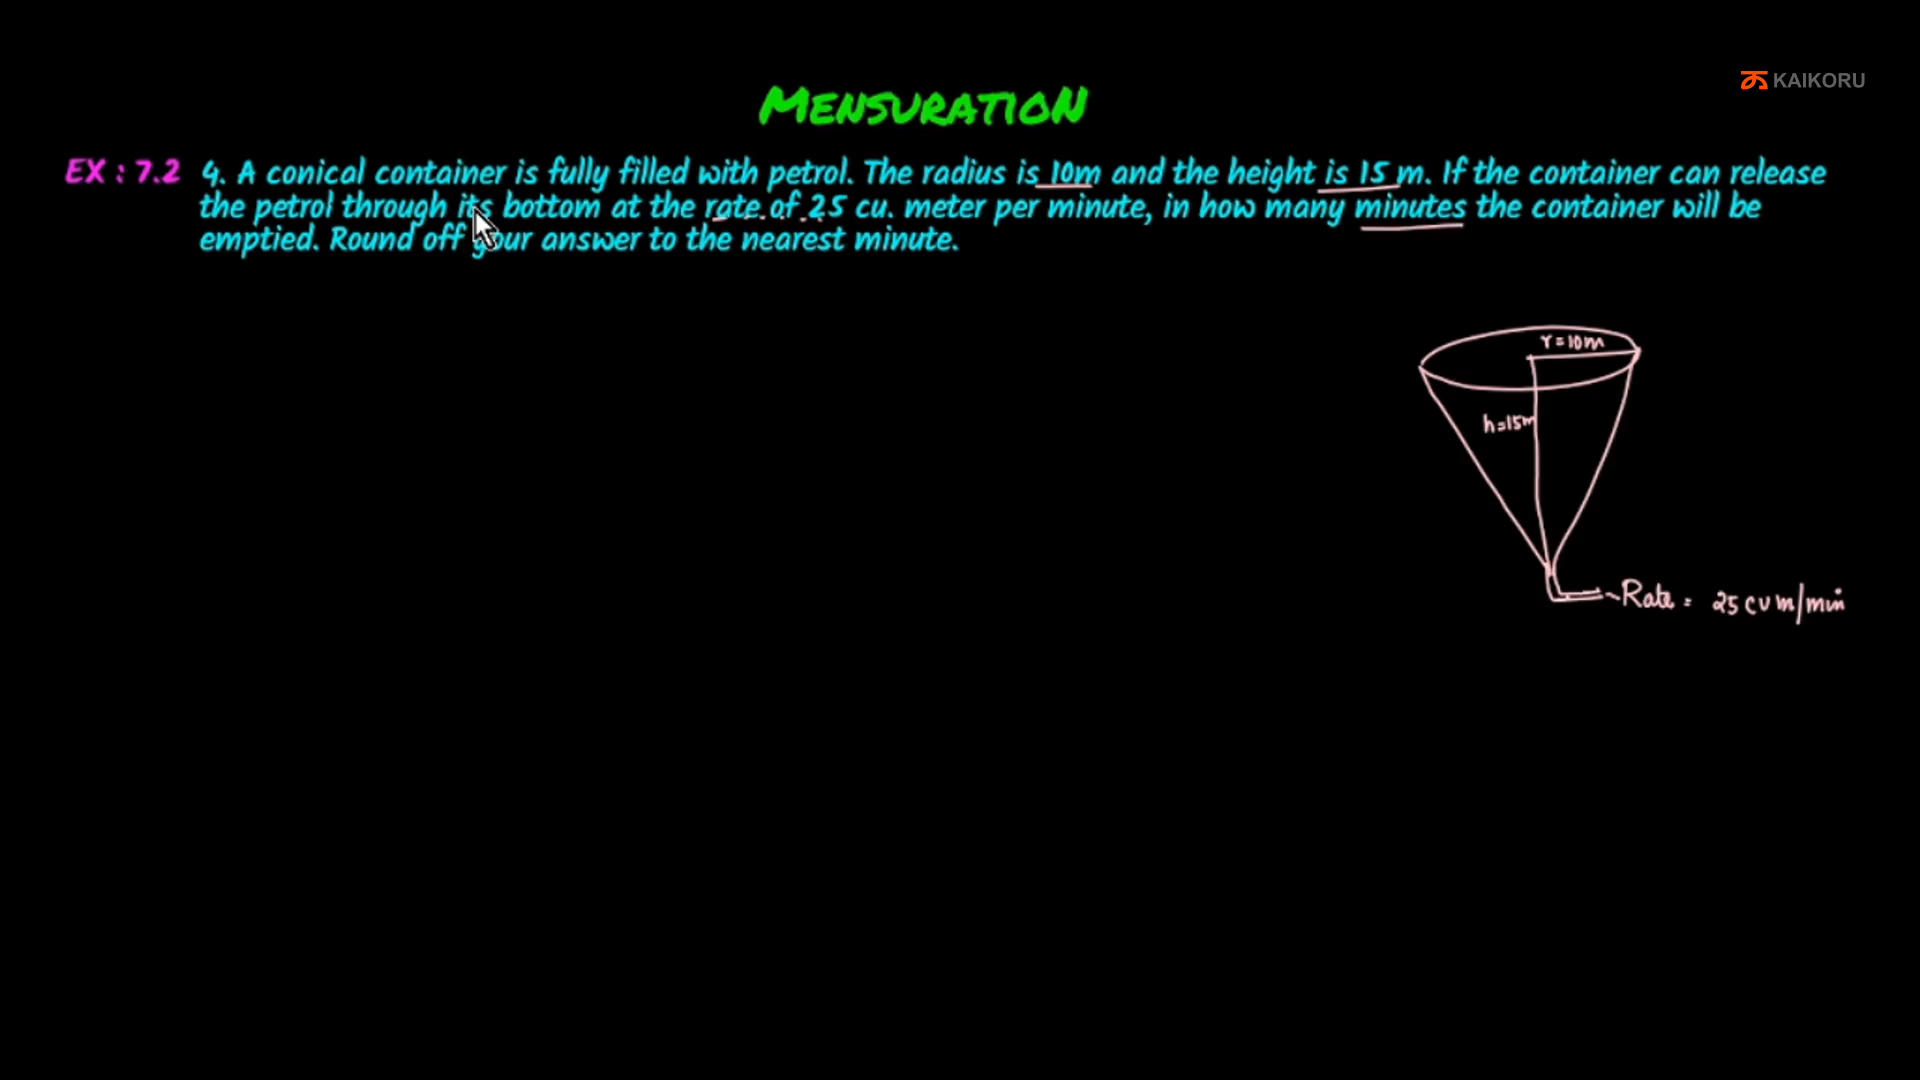 KAIKORU
MENSURATION
EX : 7.2 4. A conical container is fully filled with petrol. The radius is 10m and the height is 15 m. If the container can release
the petrol through its bottom at the rate of 25 cu. meter per minute, in how many minutes the container will be
emptied. Round off your answer to the nearest minute.
r=10m
h=15m
Rate = 25 cu m/min